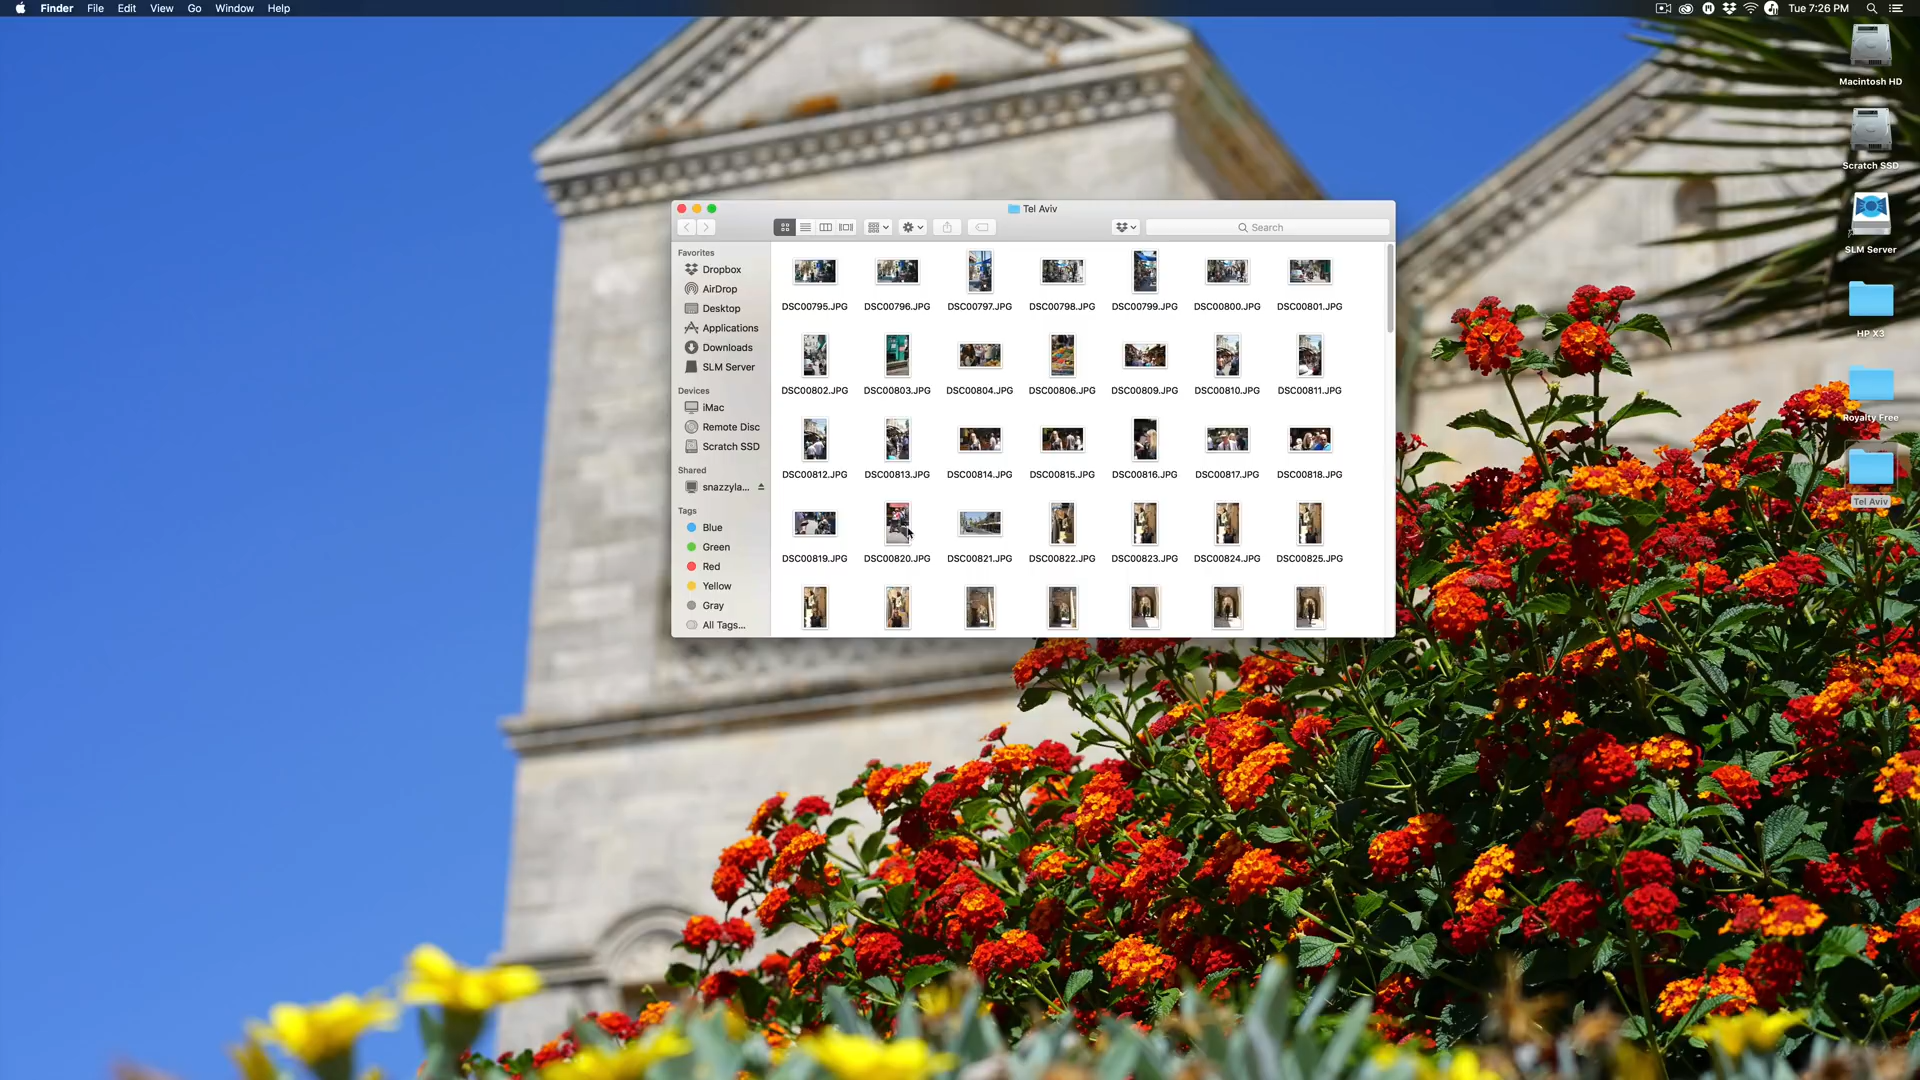 Finder File Edit View Go Window Help
Tue 7:26 PM
Macintosh HD
Scratch SSD
SLM Server
HP X3
Royalty Free
Tel Aviv
Tel Aviv
Search
Favorites
Dropbox
AirDrop
Desktop
Applications
Downloads
SLM Server
Devices
iMac
Remote Disc
Scratch SSD
Shared
snazzyla...
Tags
Blue
Green
Red
Yellow
Gray
All Tags...
DSC00795.JPG DSC00796.JPG DSC00797.JPG DSC00798.JPG DSC00799.JPG DSC00800.JPG DSC00801.JPG
DSC00802.JPG DSC00803.JPG DSC00804.JPG DSC00806.JPG DSC00809.JPG DSC00810.JPG DSC00811.JPG
DSC00812.JPG DSC00813.JPG DSC00814.JPG DSC00815.JPG DSC00816.JPG DSC00817.JPG DSC00818.JPG
DSC00819.JPG DSC00820.JPG DSC00821.JPG DSC00822.JPG DSC00823.JPG DSC00824.JPG DSC00825.JPG